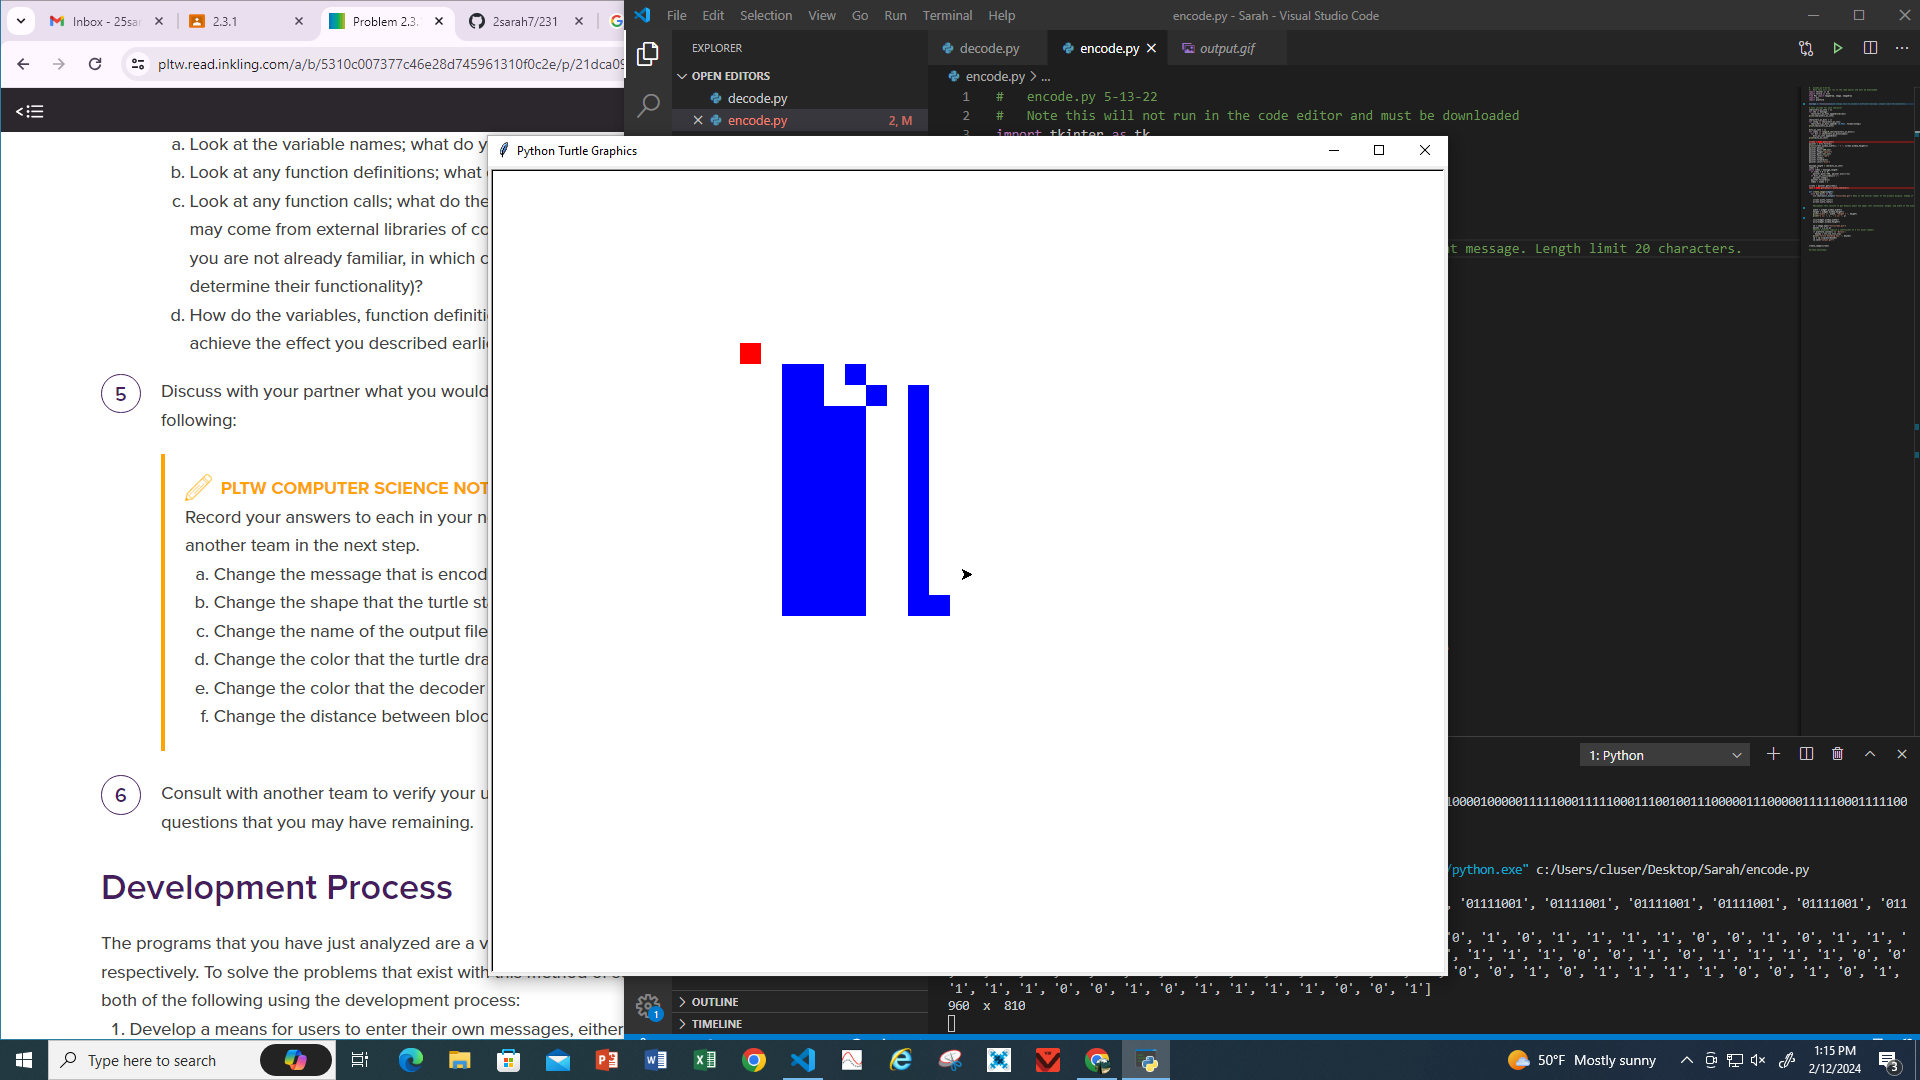 Inbox - 25sar
2.3.1
Problem 2.3.
2sarah7/231
pltw.read.inkling.com/a/b/5310c007377c46e28d745961310f0c2e/p/21dca09
a. Look at the variable names; what do y
b. Look at any function definitions; what
c. Look at any function calls; what do the
may come from external libraries of co
you are not already familiar, in which c
determine their functionality)?
d. How do the variables, function definiti
achieve the effect you described earli
5
Discuss with your partner what you would
following:
PLTW COMPUTER SCIENCE NOT
Record your answers to each in your n
another team in the next step.
a. Change the message that is encod
b. Change the shape that the turtle st
c. Change the name of the output file
d. Change the color that the turtle dra
e. Change the color that the decoder
f. Change the distance between bloc
6
Consult with another team to verify your u
questions that you may have remaining.
Development Process
The programs that you have just analyzed are a v
respectively. To solve the problems that exist with this method of
both of the following using the development process:
1. Develop a means for users to enter their own messages, either
File Edit Selection View Go Run Terminal Help
encode.py - Sarah - Visual Studio Code
EXPLORER
OPEN EDITORS
decode.py
encode.py 2, M
OUTLINE
TIMELINE
1
decode.py
encode.py
output.gif
encode.py > ...
1 # encode.py 5-13-22
2 # Note this will not run in the code editor and must be downloaded
3 import tkinter as tk
t message. Length limit 20 characters.
Python Turtle Graphics
1: Python
/python.exe" c:/Users/cluser/Desktop/Sarah/encode.py
, '01111001', '01111001', '01111001', '01111001', '011
'0', '1', '0', '1', '1', '1', '1', '0', '0', '1', '0', '1', '1', '
'1', '1', '1', '0', '0', '1', '0', '1', '1', '1', '1', '0', '0'
'0', '0', '1', '0', '1', '1', '1', '1', '0', '0', '1', '0', '1',
'1', '1', '1', '0', '0', '1', '0', '1', '1', '1', '1', '0', '0', '1']
960 x 810
Type here to search
50°F Mostly sunny
1:15 PM
2/12/2024
3